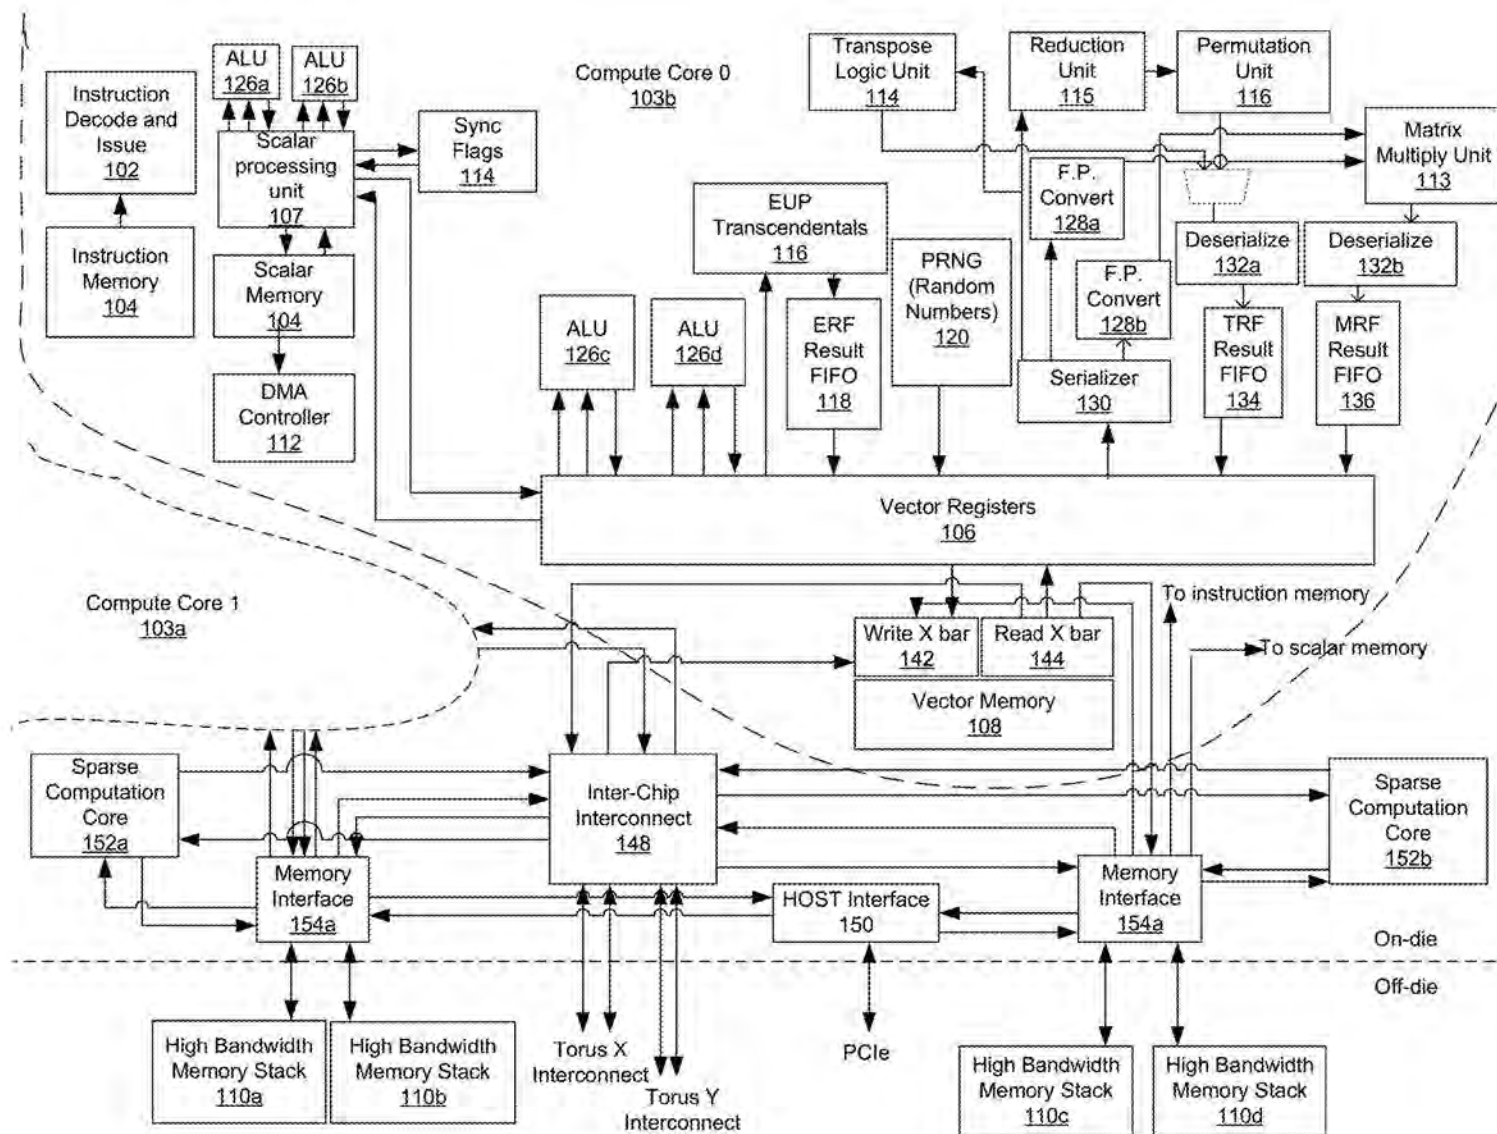 Instruction
Decode and
Issue
102
ALU
126a
ALU
126b
Scalar
processing
unit
107
Sync
Flags
114
Instruction
Memory
104
Scalar
Memory
104
DMA
Controller
112
Compute Core 0
103b
Transpose
Logic Unit
114
Reduction
Unit
115
Permutation
Unit
116
Matrix
Multiply Unit
113
F.P.
Convert
128a
EUP
Transcendentals
116
PRNG
(Random
Numbers)
120
F.P.
Convert
128b
Deserialize
132a
Deserialize
132b
ALU
126c
ALU
126d
ERF
Result
FIFO
118
Serializer
130
TRF
Result
FIFO
134
MRF
Result
FIFO
136
Vector Registers
106
Compute Core 1
103a
Write X bar
142
Read X bar
144
Vector Memory
108
To instruction memory
To scalar memory
Sparse
Computation
Core
152a
Inter-Chip
Interconnect
148
Sparse
Computation
Core
152b
Memory
Interface
154a
HOST Interface
150
Memory
Interface
154a
On-die
Off-die
High Bandwidth
Memory Stack
110a
High Bandwidth
Memory Stack
110b
Torus X
Interconnect
Torus Y
Interconnect
PCIe
High Bandwidth
Memory Stack
110c
High Bandwidth
Memory Stack
110d